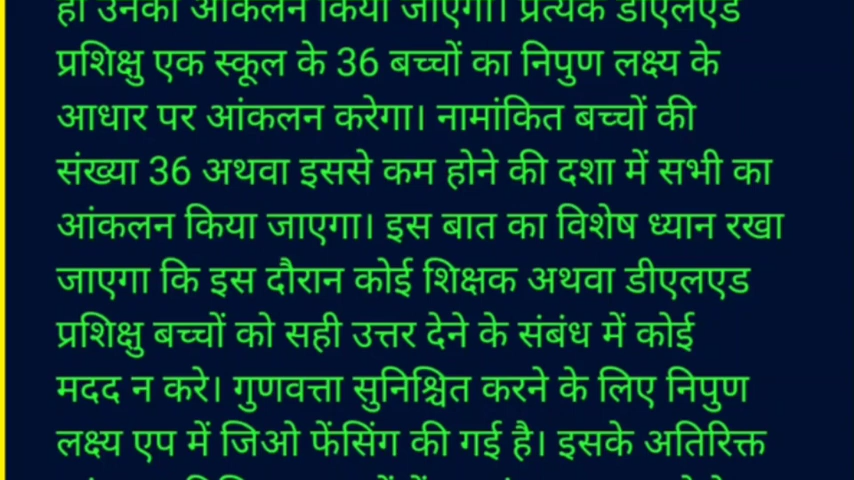 ही उनका आंकलन किया जाएगा। प्रत्येक डीएलएड
प्रशिक्षु एक स्कूल के 36 बच्चों का निपुण लक्ष्य के
आधार पर आंकलन करेगा। नामांकित बच्चों की
संख्या 36 अथवा इससे कम होने की दशा में सभी का
आंकलन किया जाएगा। इस बात का विशेष ध्यान रखा
जाएगा कि इस दौरान कोई शिक्षक अथवा डीएलएड
प्रशिक्षु बच्चों को सही उत्तर देने के संबंध में कोई
मदद न करे। गुणवत्ता सुनिश्चित करने के लिए निपुण
लक्ष्य एप में जिओ फेंसिंग की गई है। इसके अतिरिक्त